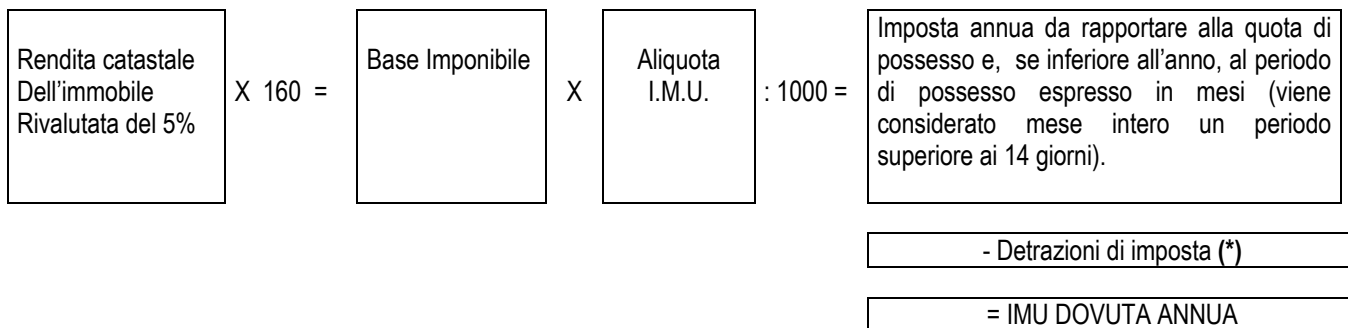 Rendita catastale
Dell'immobile
Rivalutata del 5%
X 160 =
Base Imponibile
X
Aliquota
I.M.U.
: 1000 =
Imposta annua da rapportare alla quota di
possesso e, se inferiore all'anno, al periodo
di possesso espresso in mesi (viene
considerato mese intero un periodo
superiore ai 14 giorni).
- Detrazioni di imposta (*)
= IMU DOVUTA ANNUA